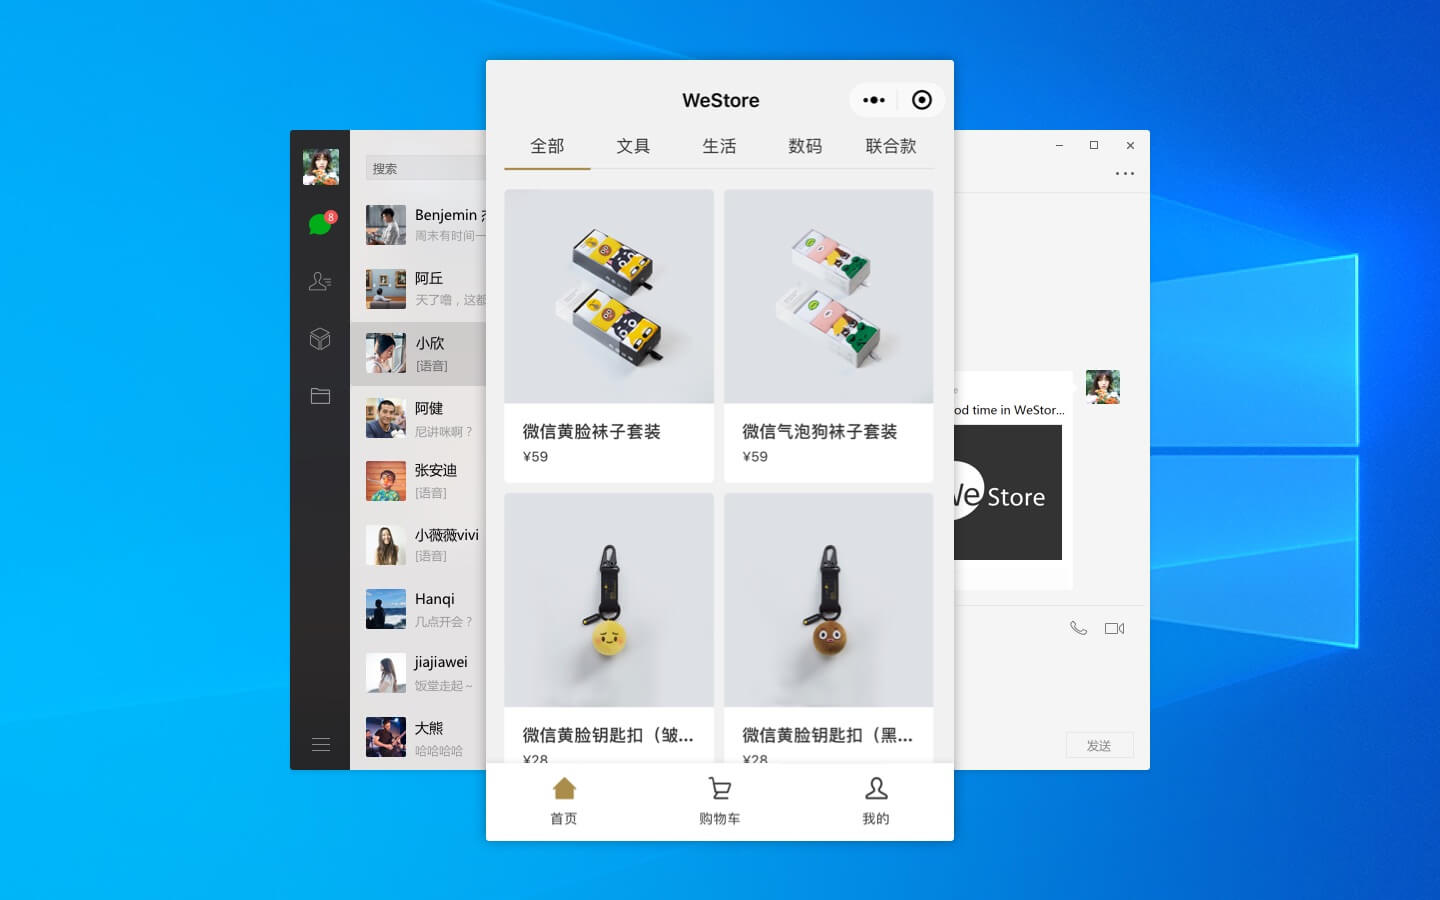 WeStore
全部 文具 生活 数码 联合款
微信黄脸袜子套装
¥59
微信气泡狗袜子套装
¥59
微信黄脸钥匙扣（皱...
¥28
微信黄脸钥匙扣（黑...
¥28
首页 购物车 我的
8
搜索
Benjemin
周末有时间一
阿丘
天了噜，这都
小欣
[语音]
阿健
尼讲咪啊？
张安迪
[语音]
小薇薇vivi
[语音]
Hanqi
几点开会？
jiajiawei
饭堂走起~
大熊
哈哈哈哈
od time in WeStor...
We Store
发送